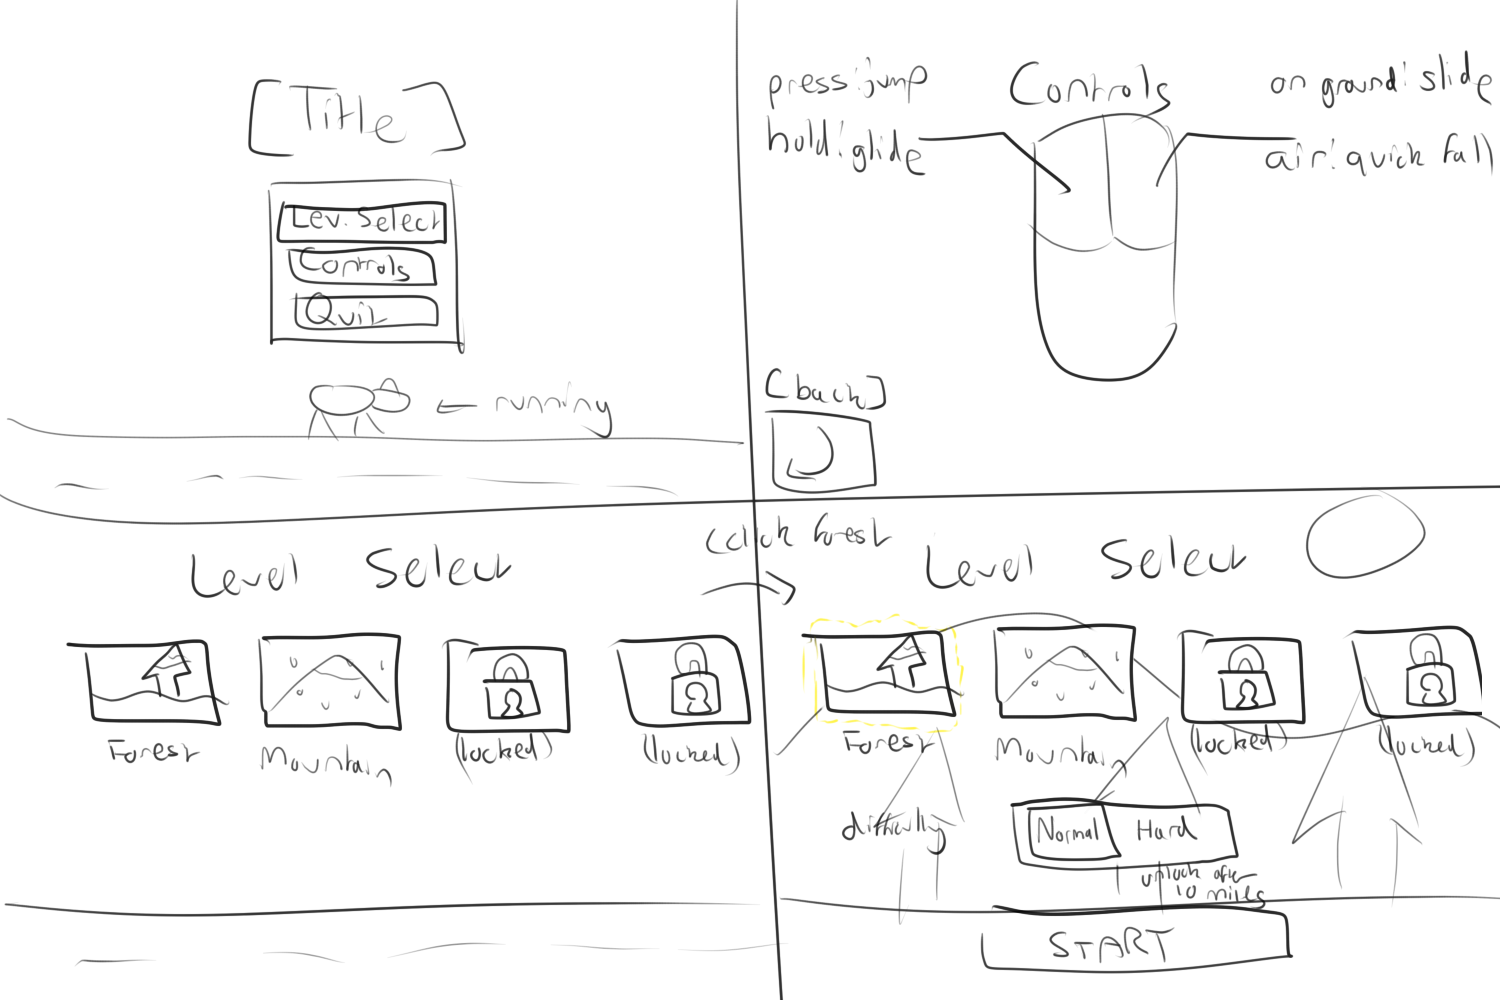 Title
Lev. Select
Controls
Quit
running
Controls
press: jump
hold: glide
on ground: slide
air: quick fall
[back]
Level Select
Forest
Mountain
(locked)
(locked)
(click forest
Level Select
Forest
Mountain
(locked)
(locked)
difficulty
Normal
Hard
unlock after
10 miles
START